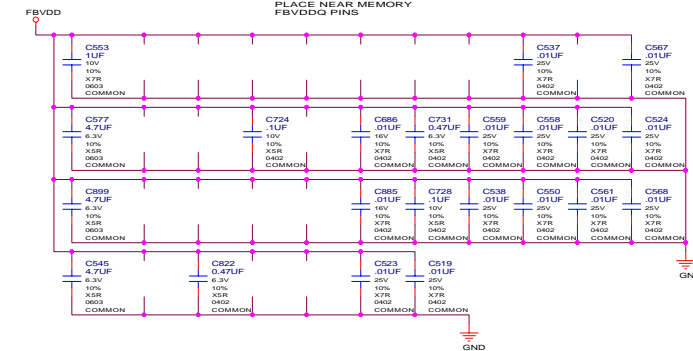 PLACE NEAR MEMORY
FBVDDQ PINS
FBVDD
C553
1UF
10V
10%
X7R
0603
COMMON
C537
.01UF
25V
10%
X7R
0402
COMMON
C567
.01UF
25V
10%
X7R
0402
COMMON
C577
4.7UF
6.3V
10%
X5R
0603
COMMON
C724
.1UF
10V
10%
X5R
0402
COMMON
C686
.01UF
16V
10%
X7R
0402
COMMON
C731
0.47UF
6.3V
10%
X5R
0402
COMMON
C559
.01UF
25V
10%
X7R
0402
COMMON
C558
.01UF
25V
10%
X7R
0402
COMMON
C520
.01UF
25V
10%
X7R
0402
COMMON
C524
.01UF
25V
10%
X7R
0402
COMMON
C899
4.7UF
6.3V
10%
X5R
0603
COMMON
C885
.01UF
16V
10%
X7R
0402
COMMON
C728
.1UF
10V
10%
X5R
0402
COMMON
C538
.01UF
25V
10%
X7R
0402
COMMON
C550
.01UF
25V
10%
X7R
0402
COMMON
C561
.01UF
25V
10%
X7R
0402
COMMON
C568
.01UF
25V
10%
X7R
0402
COMMON
GN
C545
4.7UF
6.3V
10%
X5R
0603
COMMON
C822
0.47UF
6.3V
10%
X5R
0402
COMMON
C523
.01UF
25V
10%
X7R
0402
COMMON
C519
.01UF
25V
10%
X7R
0402
COMMON
GND